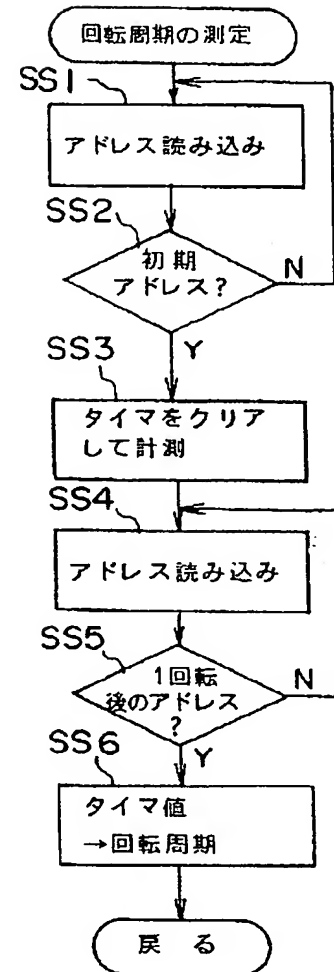 回転周期の測定
SS1
アドレス読み込み
SS2
初期
アドレス?
N
Y
SS3
タイマをクリア
して計測
SS4
アドレス読み込み
SS5
1回転
後のアドレス
?
N
Y
SS6
タイマ値
→回転周期
戻る